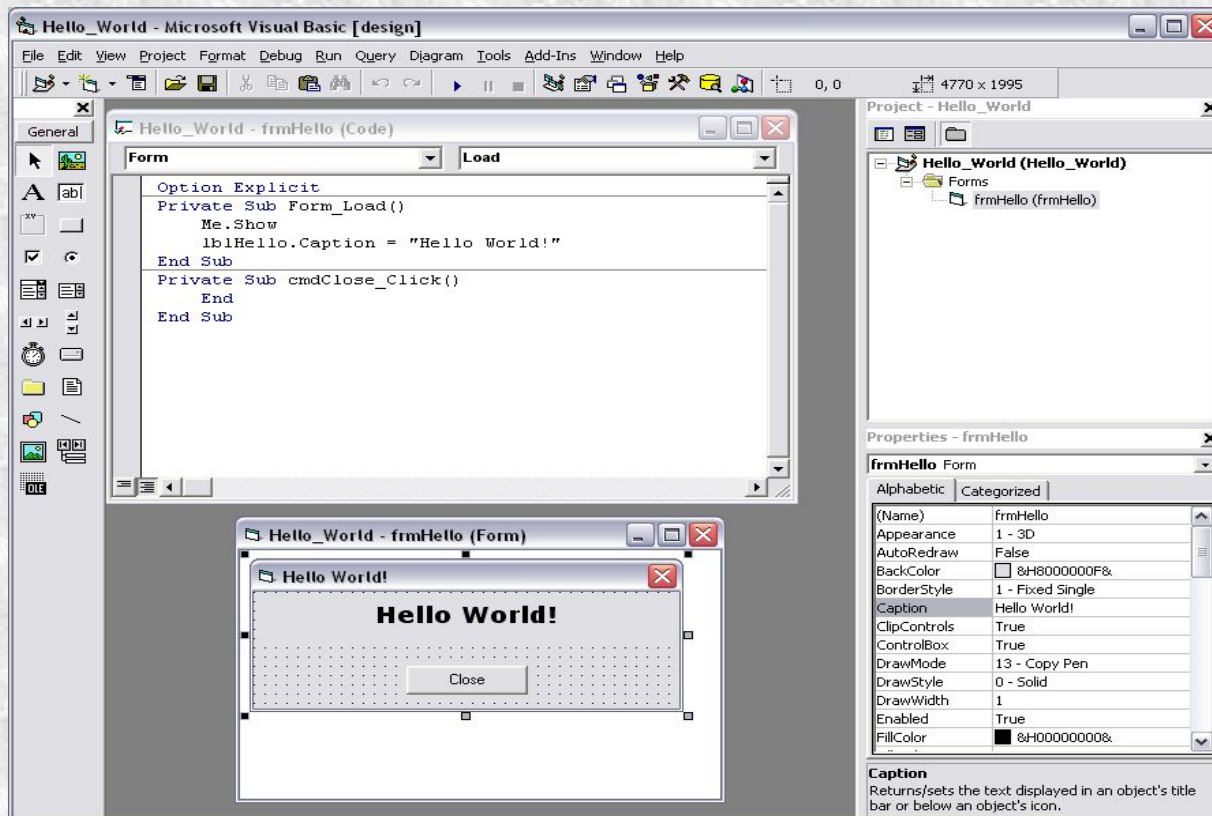 Hello_World - Microsoft Visual Basic [design]
File Edit View Project Format Debug Run Query Diagram Tools Add-Ins Window Help
0, 0
4770 x 1995
General
A
ab|
xy
OLE
Hello_World - frmHello (Code)
Form
Load
Option Explicit
Private Sub Form_Load()
Me.Show
lblHello.Caption = "Hello World!"
End Sub
Private Sub cmdClose_Click()
End
End Sub
Hello_World - frmHello (Form)
Hello World!
Hello World!
Close
Project - Hello_World
Hello_World (Hello_World)
Forms
frmHello (frmHello)
Properties - frmHello
frmHello Form
Alphabetic Categorized
(Name) frmHello
Appearance 1 - 3D
AutoRedraw False
BackColor &H8000000F&
BorderStyle 1 - Fixed Single
Caption Hello World!
ClipControls True
ControlBox True
DrawMode 13 - Copy Pen
DrawStyle 0 - Solid
DrawWidth 1
Enabled True
FillColor &H00000000&
Caption
Returns/sets the text displayed in an object's title
bar or below an object's icon.